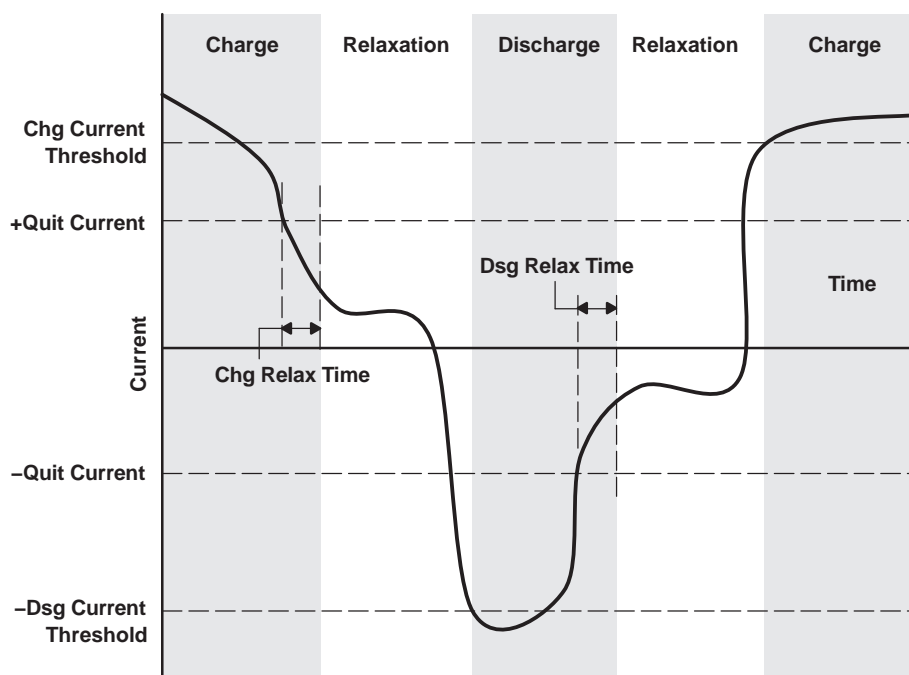 Charge
Relaxation
Discharge
Relaxation
Charge
Chg Current
Threshold
+Quit Current
Dsg Relax Time
Time
Current
Chg Relax Time
–Quit Current
–Dsg Current
Threshold